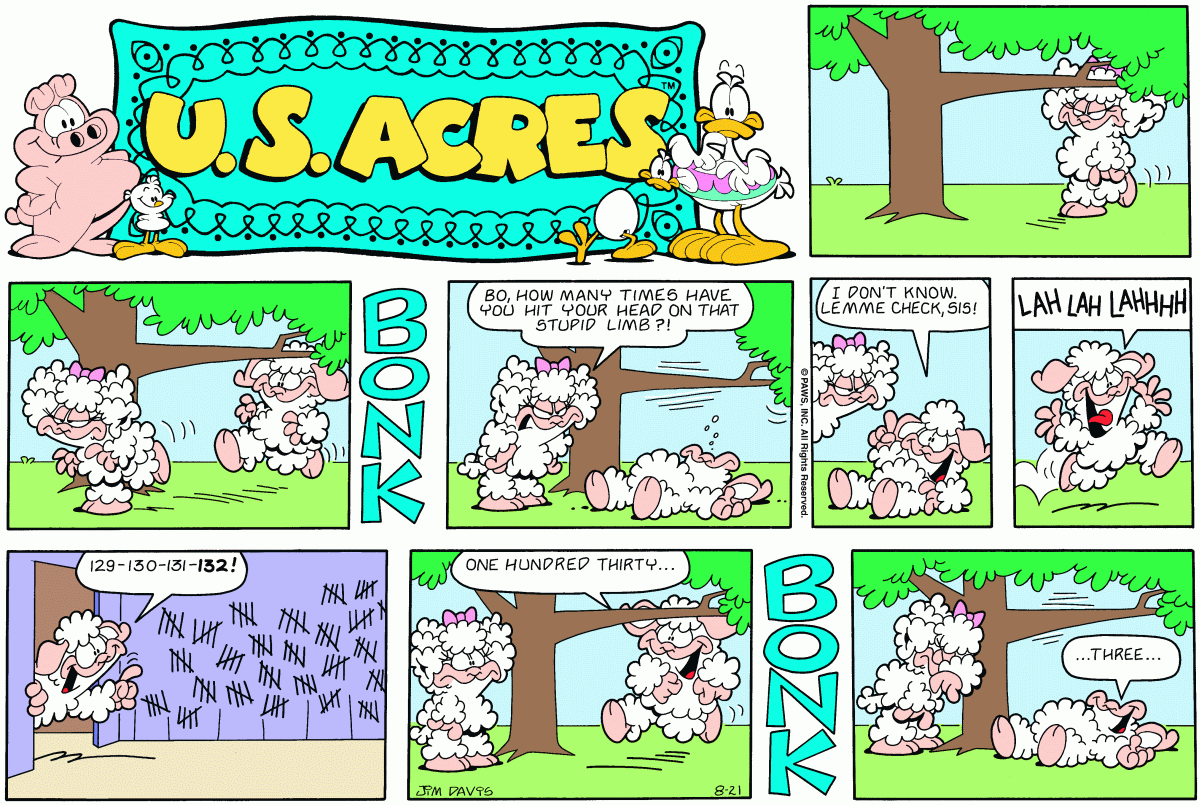 U.S. ACRES™
BONK
BO, HOW MANY TIMES HAVE
YOU HIT YOUR HEAD ON THAT
STUPID LIMB?!
© PAWS, INC. All Rights Reserved.
I DON'T KNOW.
LEMME CHECK, SIS!
LAH LAH LAHHHH
129-130-131-132!
ONE HUNDRED THIRTY...
JIM DAVIS
8-21
BONK
...THREE...